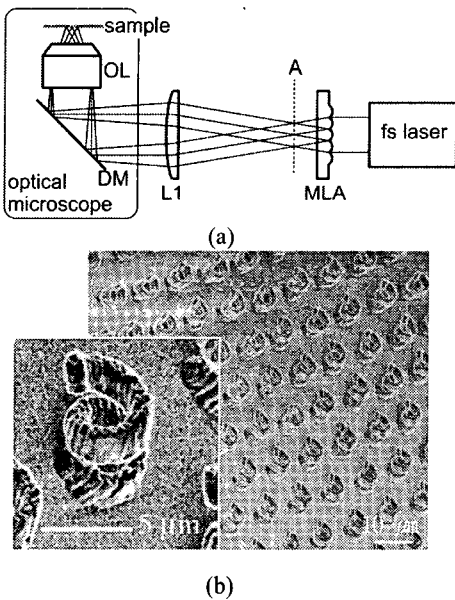 sample
OL
A
fs laser
optical
microscope
DM
L1
MLA
(a)
5 μm
10 μm
(b)